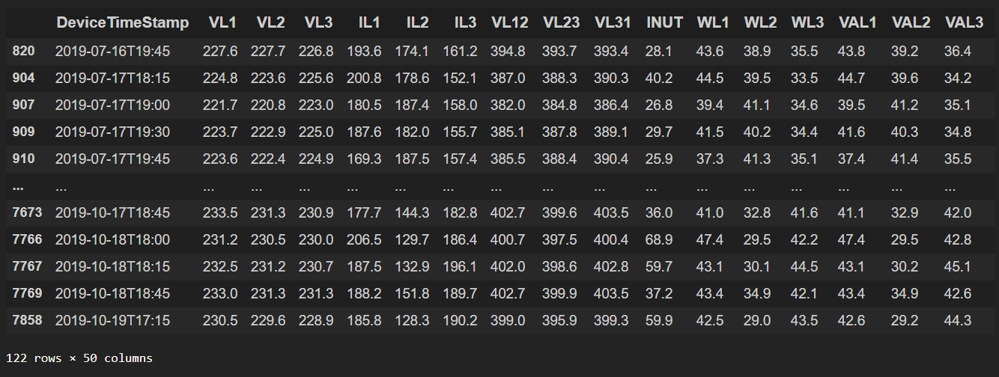 DeviceTimeStamp VL1 VL2 VL3 IL1 IL2 IL3 VL12 VL23 VL31 INUT WL1 WL2 WL3 VAL1 VAL2 VAL3
820 2019-07-16T19:45 227.6 227.7 226.8 193.6 174.1 161.2 394.8 393.7 393.4 28.1 43.6 38.9 35.5 43.8 39.2 36.4
904 2019-07-17T18:15 224.8 223.6 225.6 200.8 178.6 152.1 387.0 388.3 390.3 40.2 44.5 39.5 33.5 44.7 39.6 34.2
907 2019-07-17T19:00 221.7 220.8 223.0 180.5 187.4 158.0 382.0 384.8 386.4 26.8 39.4 41.1 34.6 39.5 41.2 35.1
909 2019-07-17T19:30 223.7 222.9 225.0 187.6 182.0 155.7 385.1 387.8 389.1 29.7 41.5 40.2 34.4 41.6 40.3 34.8
910 2019-07-17T19:45 223.6 222.4 224.9 169.3 187.5 157.4 385.5 388.4 390.4 25.9 37.3 41.3 35.1 37.4 41.4 35.5
... ... ... ... ... ... ... ... ... ... ... ... ... ... ... ... ... ...
7673 2019-10-17T18:45 233.5 231.3 230.9 177.7 144.3 182.8 402.7 399.6 403.5 36.0 41.0 32.8 41.6 41.1 32.9 42.0
7766 2019-10-18T18:00 231.2 230.5 230.0 206.5 129.7 186.4 400.7 397.5 400.4 68.9 47.4 29.5 42.2 47.4 29.5 42.8
7767 2019-10-18T18:15 232.5 231.2 230.7 187.5 132.9 196.1 402.0 398.6 402.8 59.7 43.1 30.1 44.5 43.1 30.2 45.1
7769 2019-10-18T18:45 233.0 231.3 231.3 188.2 151.8 189.7 402.7 399.9 403.5 37.2 43.4 34.9 42.1 43.4 34.9 42.6
7858 2019-10-19T17:15 230.5 229.6 228.9 185.8 128.3 190.2 399.0 395.9 399.3 59.9 42.5 29.0 43.5 42.6 29.2 44.3
122 rows × 50 columns